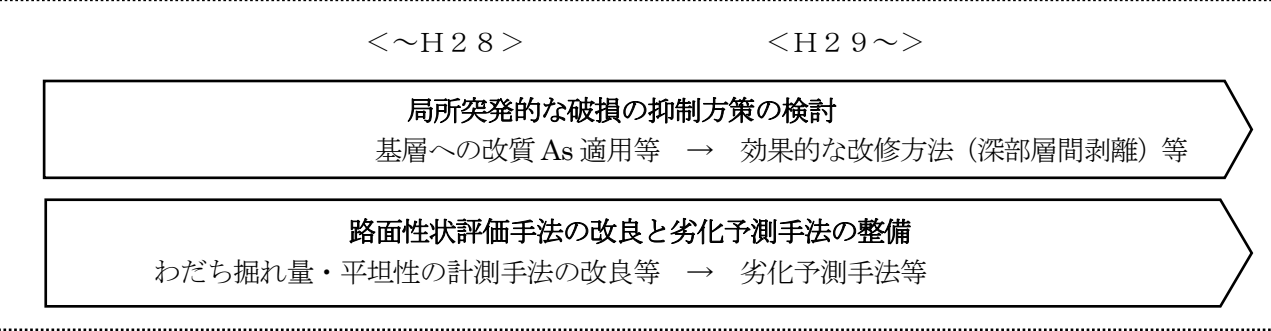 ＜～Ｈ２８＞　＜Ｈ２９～＞
局所突発的な破損の抑制方策の検討
基層への改質 As 適用等　→　効果的な改修方法（深部層間剥離）等
路面性状評価手法の改良と劣化予測手法の整備
わだち掘れ量・平坦性の計測手法の改良等　→　劣化予測手法等